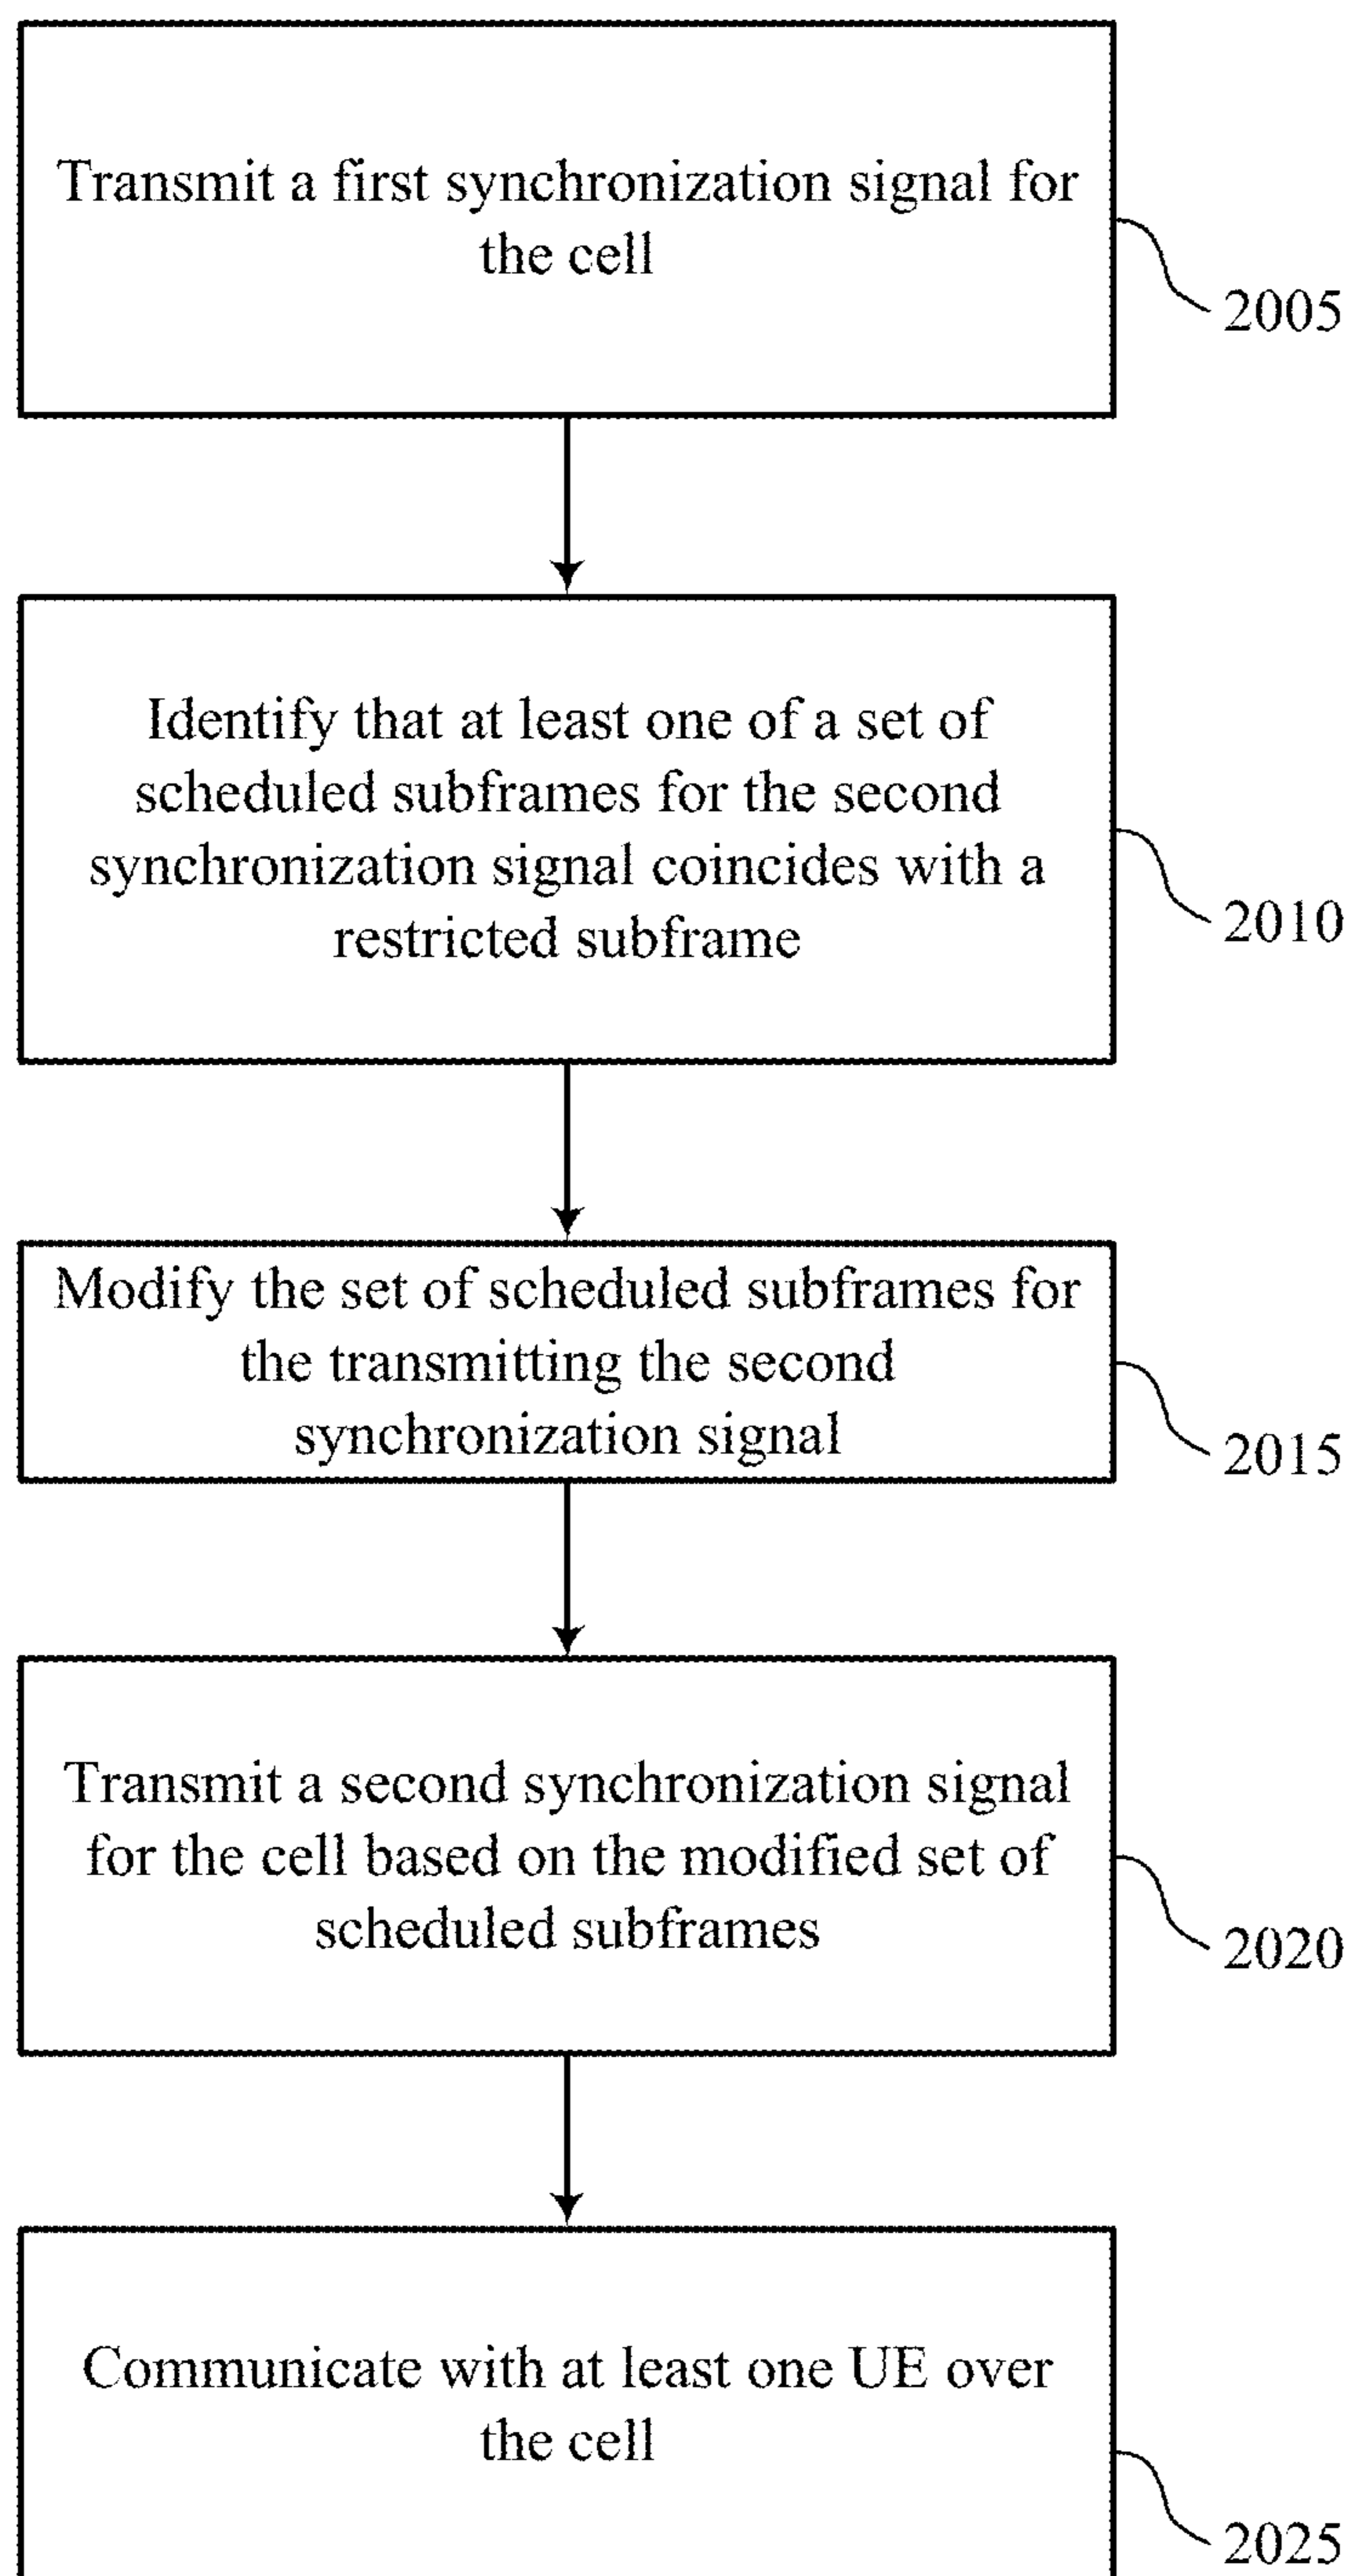 Transmit a first synchronization signal for
the cell
2005
Identify that at least one of a set of
scheduled subframes for the second
synchronization signal coincides with a
restricted subframe
2010
Modify the set of scheduled subframes for
the transmitting the second
synchronization signal
2015
Transmit a second synchronization signal
for the cell based on the modified set of
scheduled subframes
2020
Communicate with at least one UE over
the cell
2025